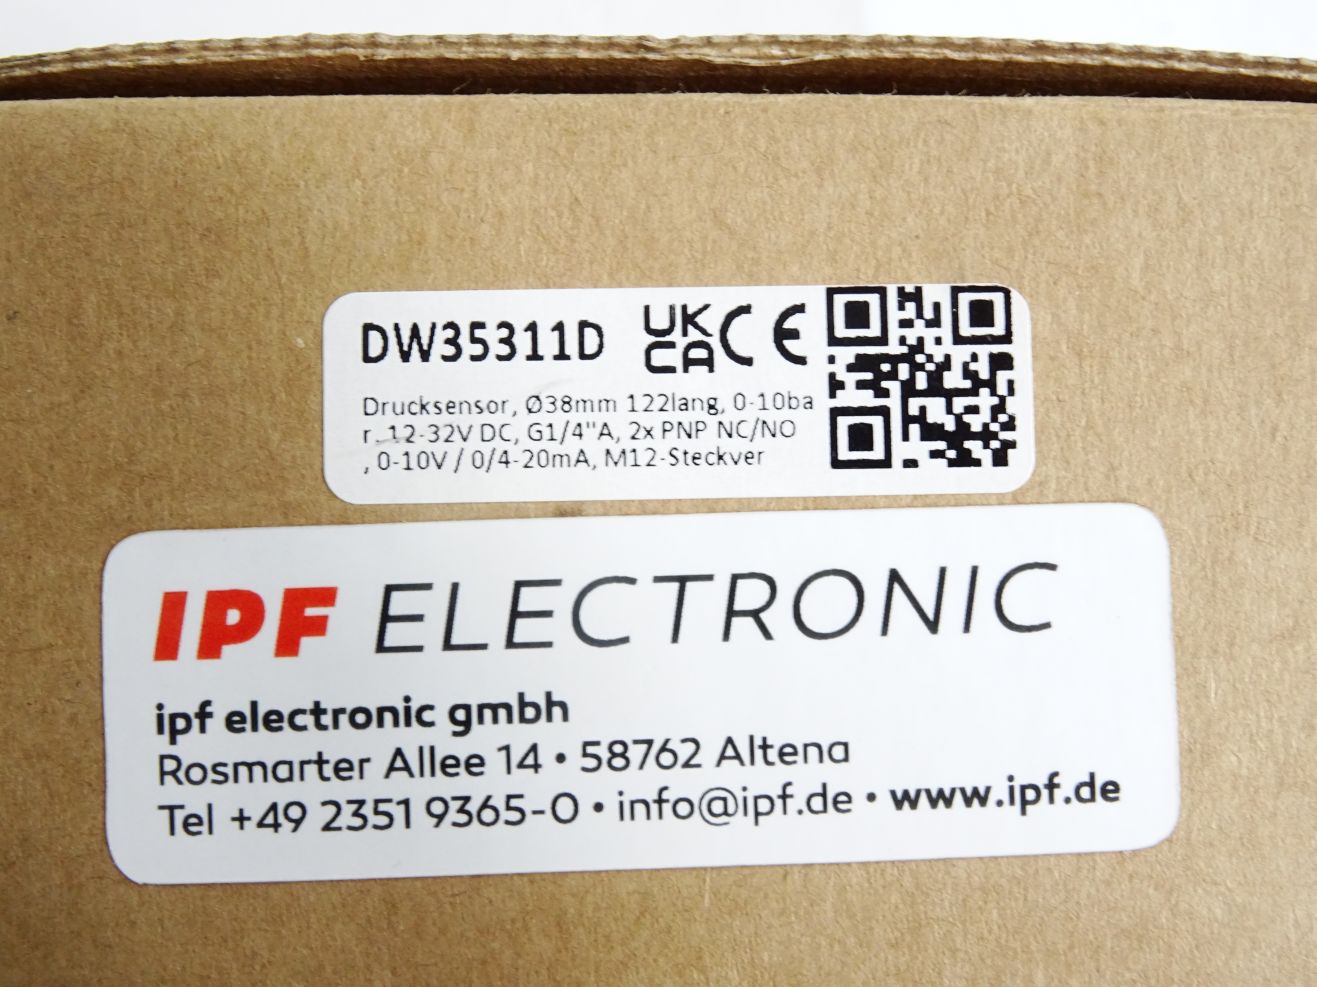 DW35311D UK CA CE
Drucksensor, Ø38mm 122lang, 0-10ba
r, 12-32V DC, G1/4"A, 2x PNP NC/NO
, 0-10V / 0/4-20mA, M12-Steckver
IPF ELECTRONIC
ipf electronic gmbh
Rosmarter Allee 14 • 58762 Altena
Tel +49 2351 9365-0 • info@ipf.de • www.ipf.de